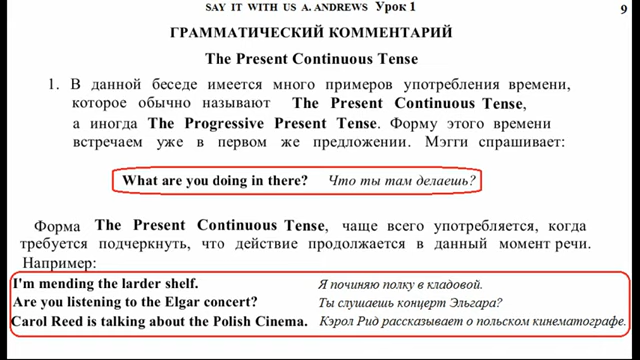 SAY IT WITH US A. ANDREWS Урок 1 9
ГРАММАТИЧЕСКИЙ КОММЕНТАРИЙ
The Present Continuous Tense
1. В данной беседе имеется много примеров употребления времени,
которое обычно называют The Present Continuous Tense,
а иногда The Progressive Present Tense. Форму этого времени
встречаем уже в первом же предложении. Мэгги спрашивает:
What are you doing in there? Что ты там делаешь?
Форма The Present Continuous Tense, чаще всего употребляется, когда
требуется подчеркнуть, что действие продолжается в данный момент речи.
Например:
I'm mending the larder shelf. Я починяю полку в кладовой.
Are you listening to the Elgar concert? Ты слушаешь концерт Эльгара?
Carol Reed is talking about the Polish Cinema. Кэрол Рид рассказывает о польском кинематографе.